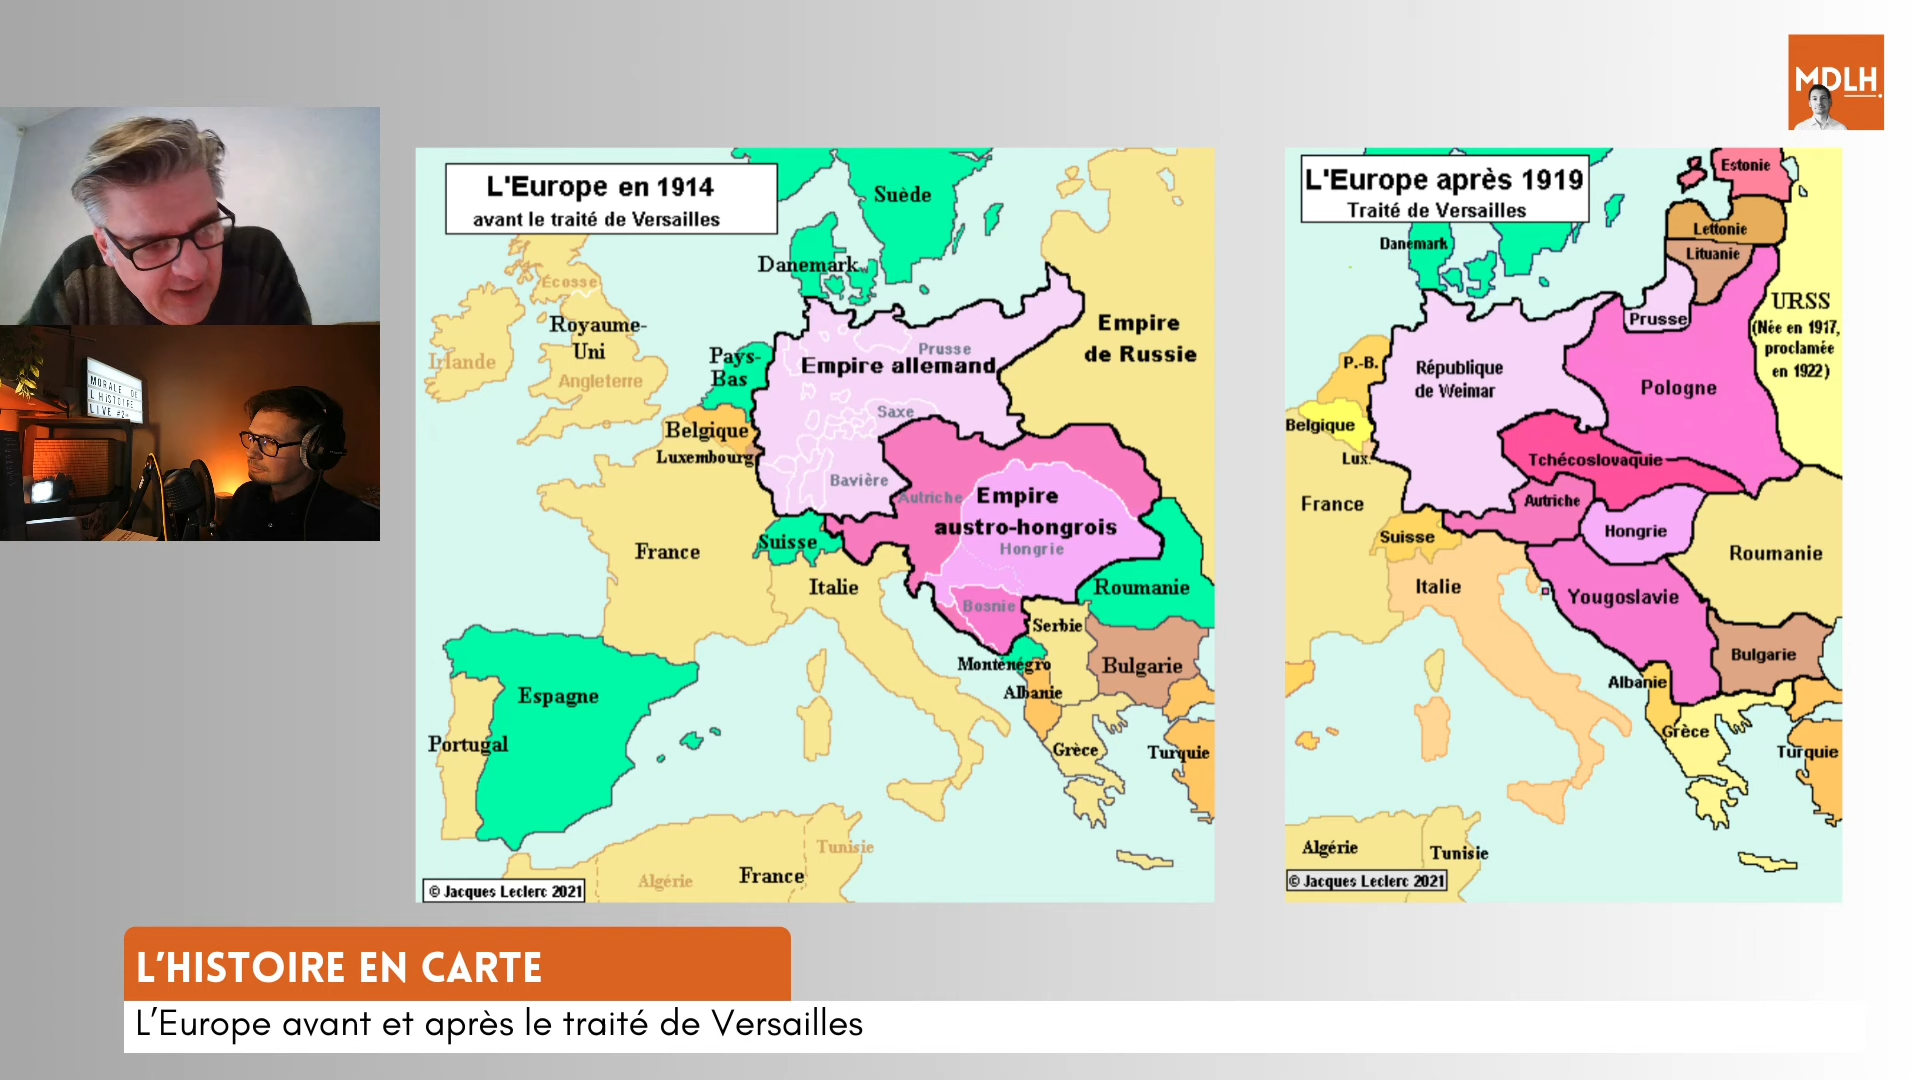 MDLH.
MORALE DE
L'HISTOIRE
L'Europe en 1914
avant le traité de Versailles
Suède
Danemark
Écosse
Royaume-
Uni
Irlande
Angleterre
Pays-
Bas
Belgique
Luxembourg
Empire allemand
Prusse
Saxe
Bavière
Empire
de Russie
Autriche
Empire
austro-hongrois
Hongrie
Bosnie
France
Suisse
Italie
Roumanie
Serbie
Monténégro
Bulgarie
Albanie
Grèce
Turquie
Espagne
Portugal
Algérie
France
Tunisie
© Jacques Leclerc 2021
L'Europe après 1919
Traité de Versailles
Estonie
Lettonie
Lituanie
Danemark
URSS
(Née en 1917,
proclamée
en 1922)
Prusse
P.-B.
République
de Weimar
Pologne
Belgique
Lux.
Tchécoslovaquie
Autriche
France
Suisse
Hongrie
Roumanie
Italie
Yougoslavie
Bulgarie
Albanie
Grèce
Turquie
Algérie
Tunisie
© Jacques Leclerc 2021
L'HISTOIRE EN CARTE
L'Europe avant et après le traité de Versailles